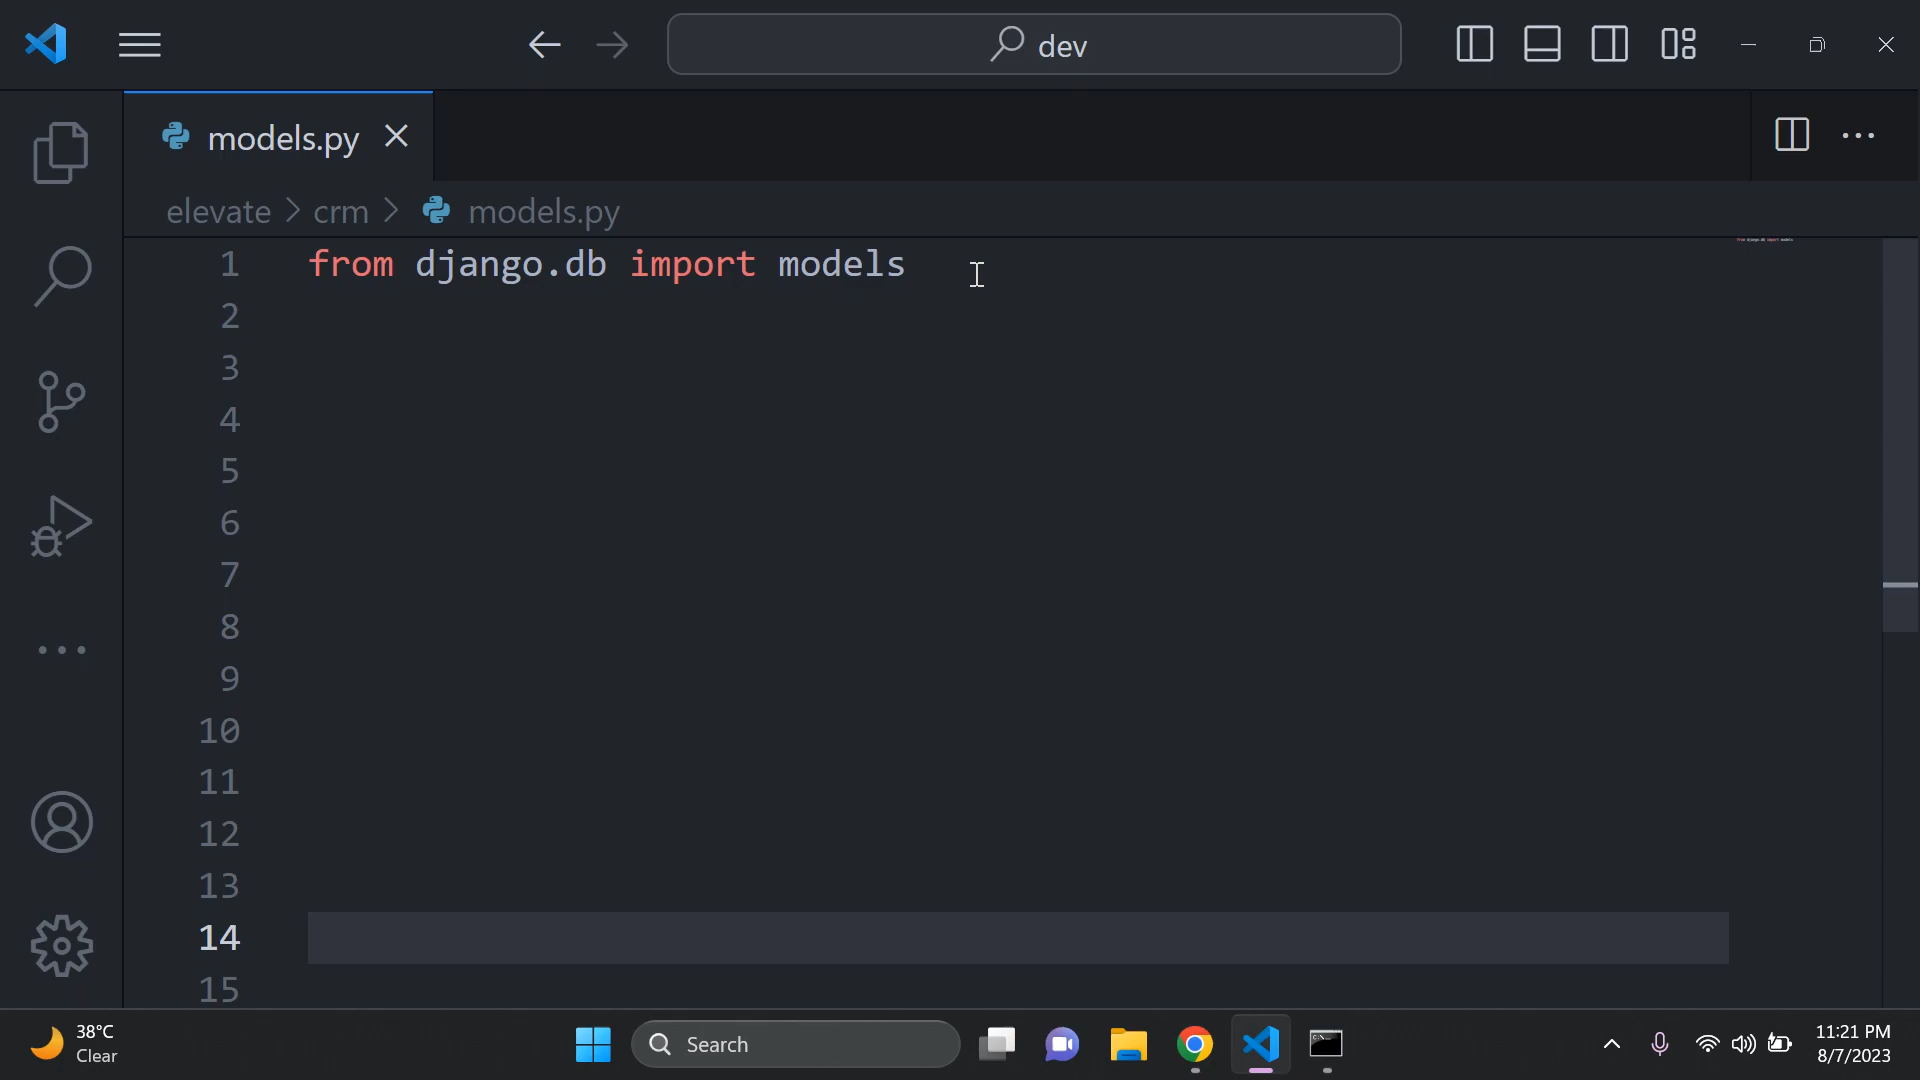 dev
models.py
elevate > crm > models.py
1 from django.db import models
2
3
4
5
6
7
8
9
10
11
12
13
14
15
38°C
Clear
Search
11:21 PM
8/7/2023